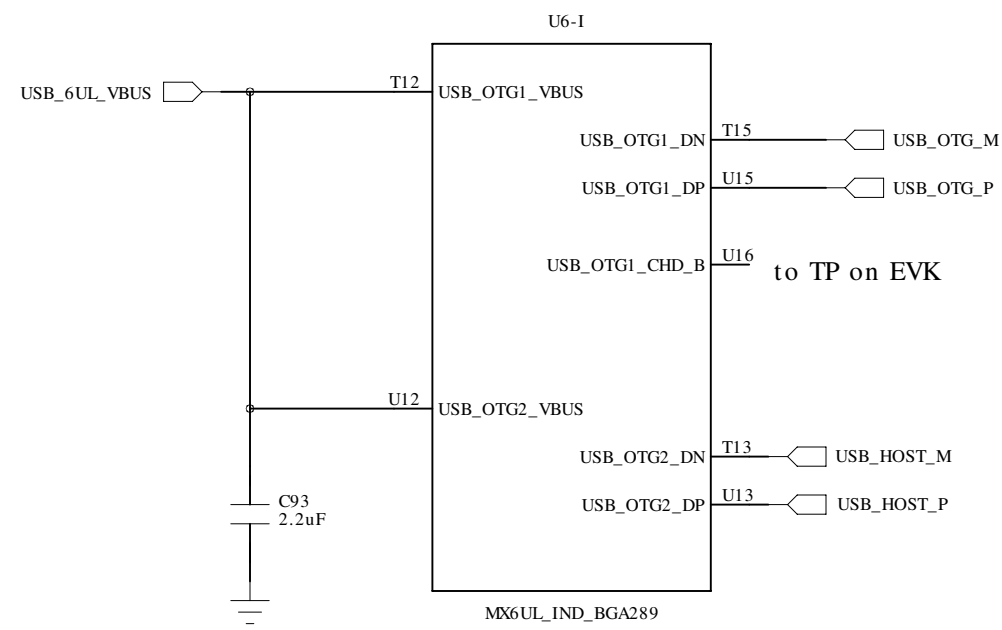 U6-I
USB_6UL_VBUS
T12
USB_OTG1_VBUS
USB_OTG1_DN
T15
USB_OTG_M
USB_OTG1_DP
U15
USB_OTG_P
USB_OTG1_CHD_B
U16
to TP on EVK
U12
USB_OTG2_VBUS
USB_OTG2_DN
T13
USB_HOST_M
USB_OTG2_DP
U13
USB_HOST_P
C93
2.2uF
MX6UL_IND_BGA289